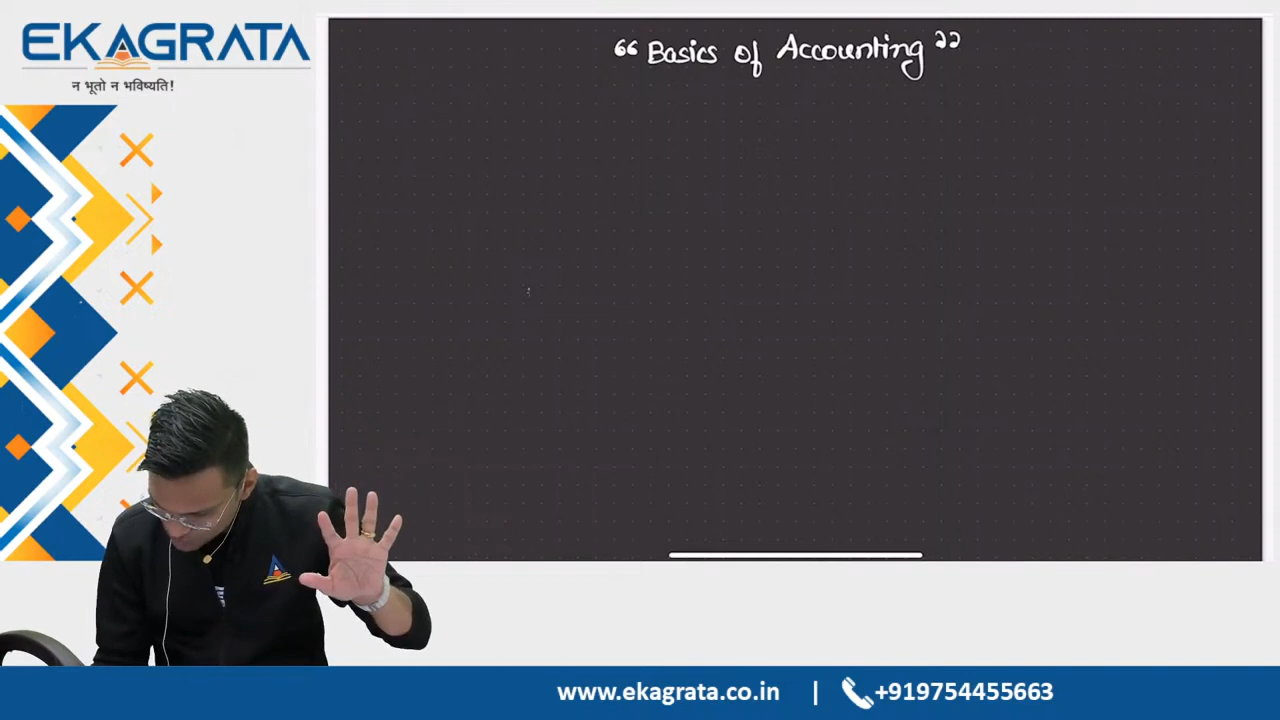 EKAGRATA
न भूतो न भविष्यति!
“ Basics of Accounting ”
www.ekagrata.co.in | +919754455663